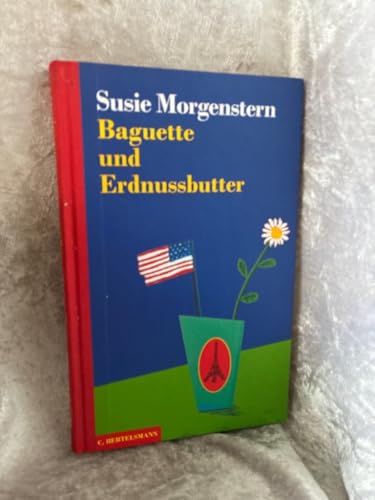 Susie Morgenstern
Baguette
und
Erdnussbutter
C. BERTELSMANN